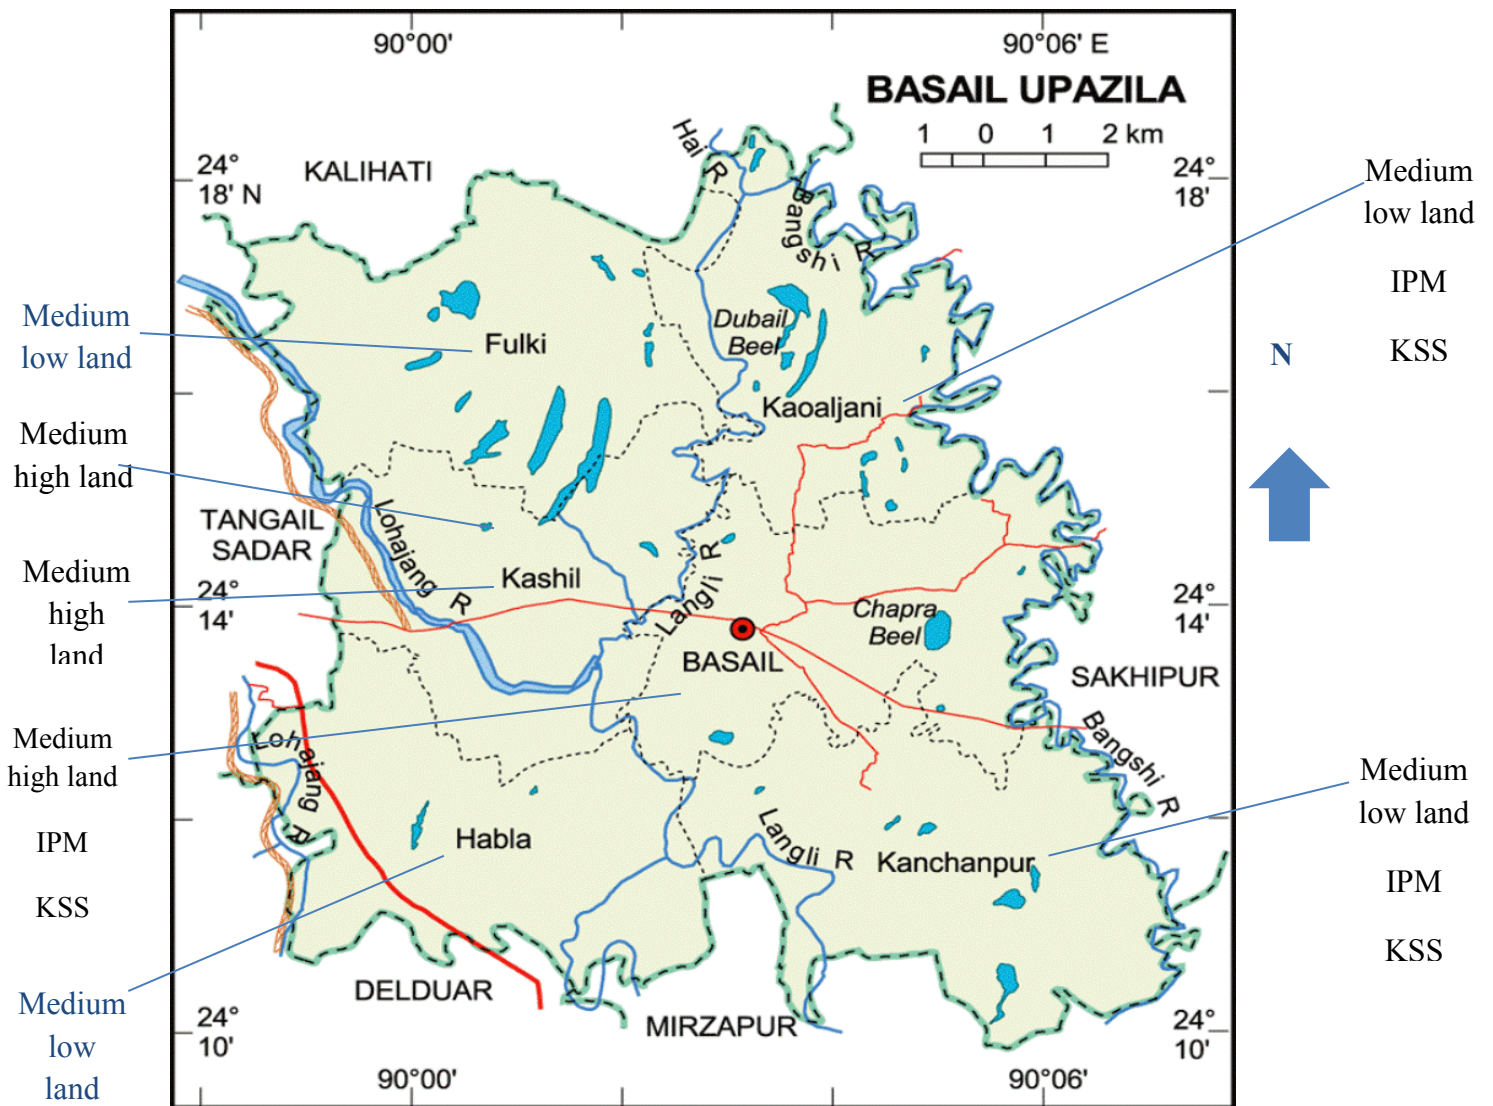 90°00'
90°06' E
BASAIL UPAZILA
1 0 1 2 km
24°
18' N
KALIHATI
Hai R
Bangshi R
24°
18'
Medium
low land
IPM
KSS
N
Medium
low land
Fulki
Dubail
Beel
Kaoaljani
Medium
high land
TANGAIL
SADAR
Lohajang R
Kashil
Langli R
Medium
high
land
24°
14'
BASAIL
Chapra
Beel
24°
14'
SAKHIPUR
Bangshi R
Medium
high land
IPM
KSS
Lohajang R
Habla
Langli R
Kanchanpur
Medium
low land
IPM
KSS
Medium
low
land
DELDUAR
MIRZAPUR
24°
10'
24°
10'
90°00'
90°06'